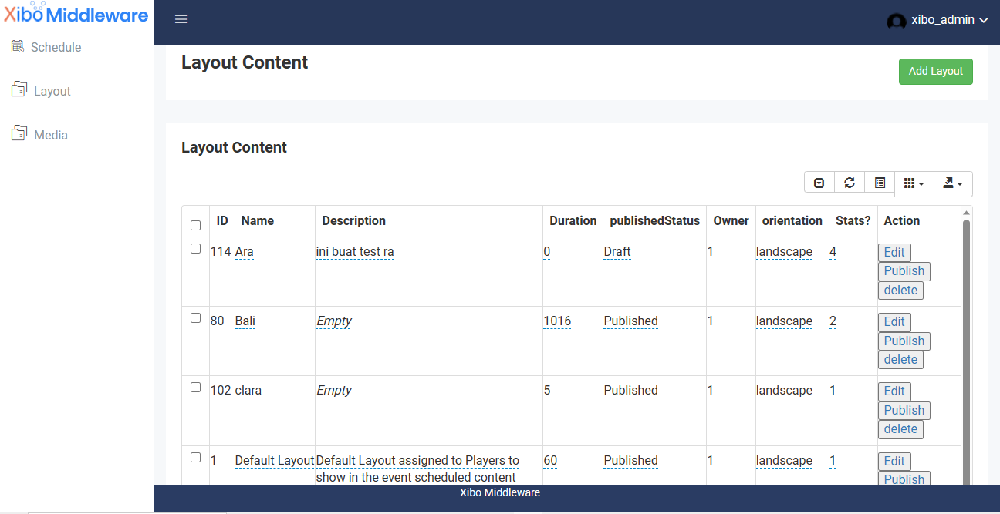 Xibo Middleware
xibo_admin
Schedule
Layout
Media
Layout Content
Add Layout
Layout Content
ID Name Description Duration publishedStatus Owner orientation Stats? Action
114 Ara ini buat test ra 0 Draft 1 landscape 4 Edit
Publish
delete
80 Bali Empty 1016 Published 1 landscape 2 Edit
Publish
delete
102 clara Empty 5 Published 1 landscape 1 Edit
Publish
delete
1 Default Layout Default Layout assigned to Players to 60 Published 1 landscape 1 Edit
show in the event scheduled content Publish
Xibo Middleware